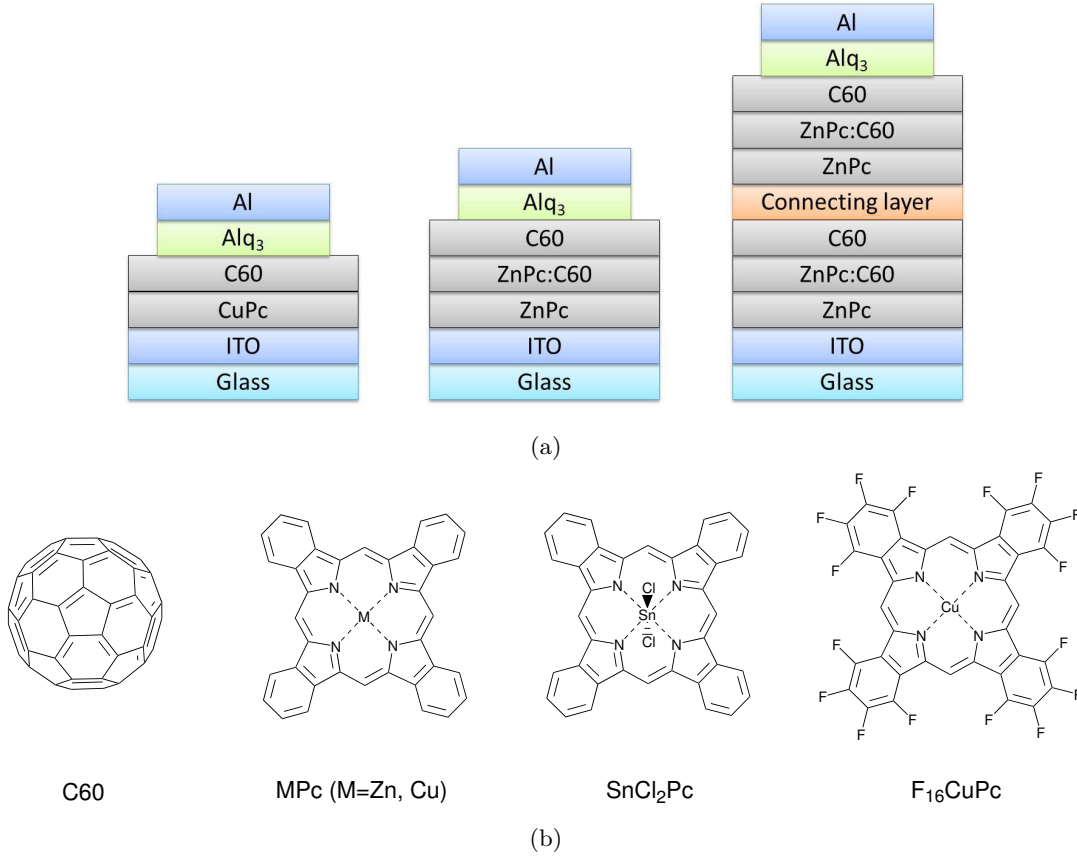 Al
Alq3
C60
CuPc
ITO
Glass
Al
Alq3
C60
ZnPc:C60
ZnPc
ITO
Glass
Al
Alq3
C60
ZnPc:C60
ZnPc
Connecting layer
C60
ZnPc:C60
ZnPc
ITO
Glass
(a)
N N
M
N N
N N
Cl
Sn
Cl
N N
F F F F
F F
F F
N N
Cu
N N
F F
F F
F F F F
C60
MPc (M=Zn, Cu)
SnCl2Pc
F16CuPc
(b)